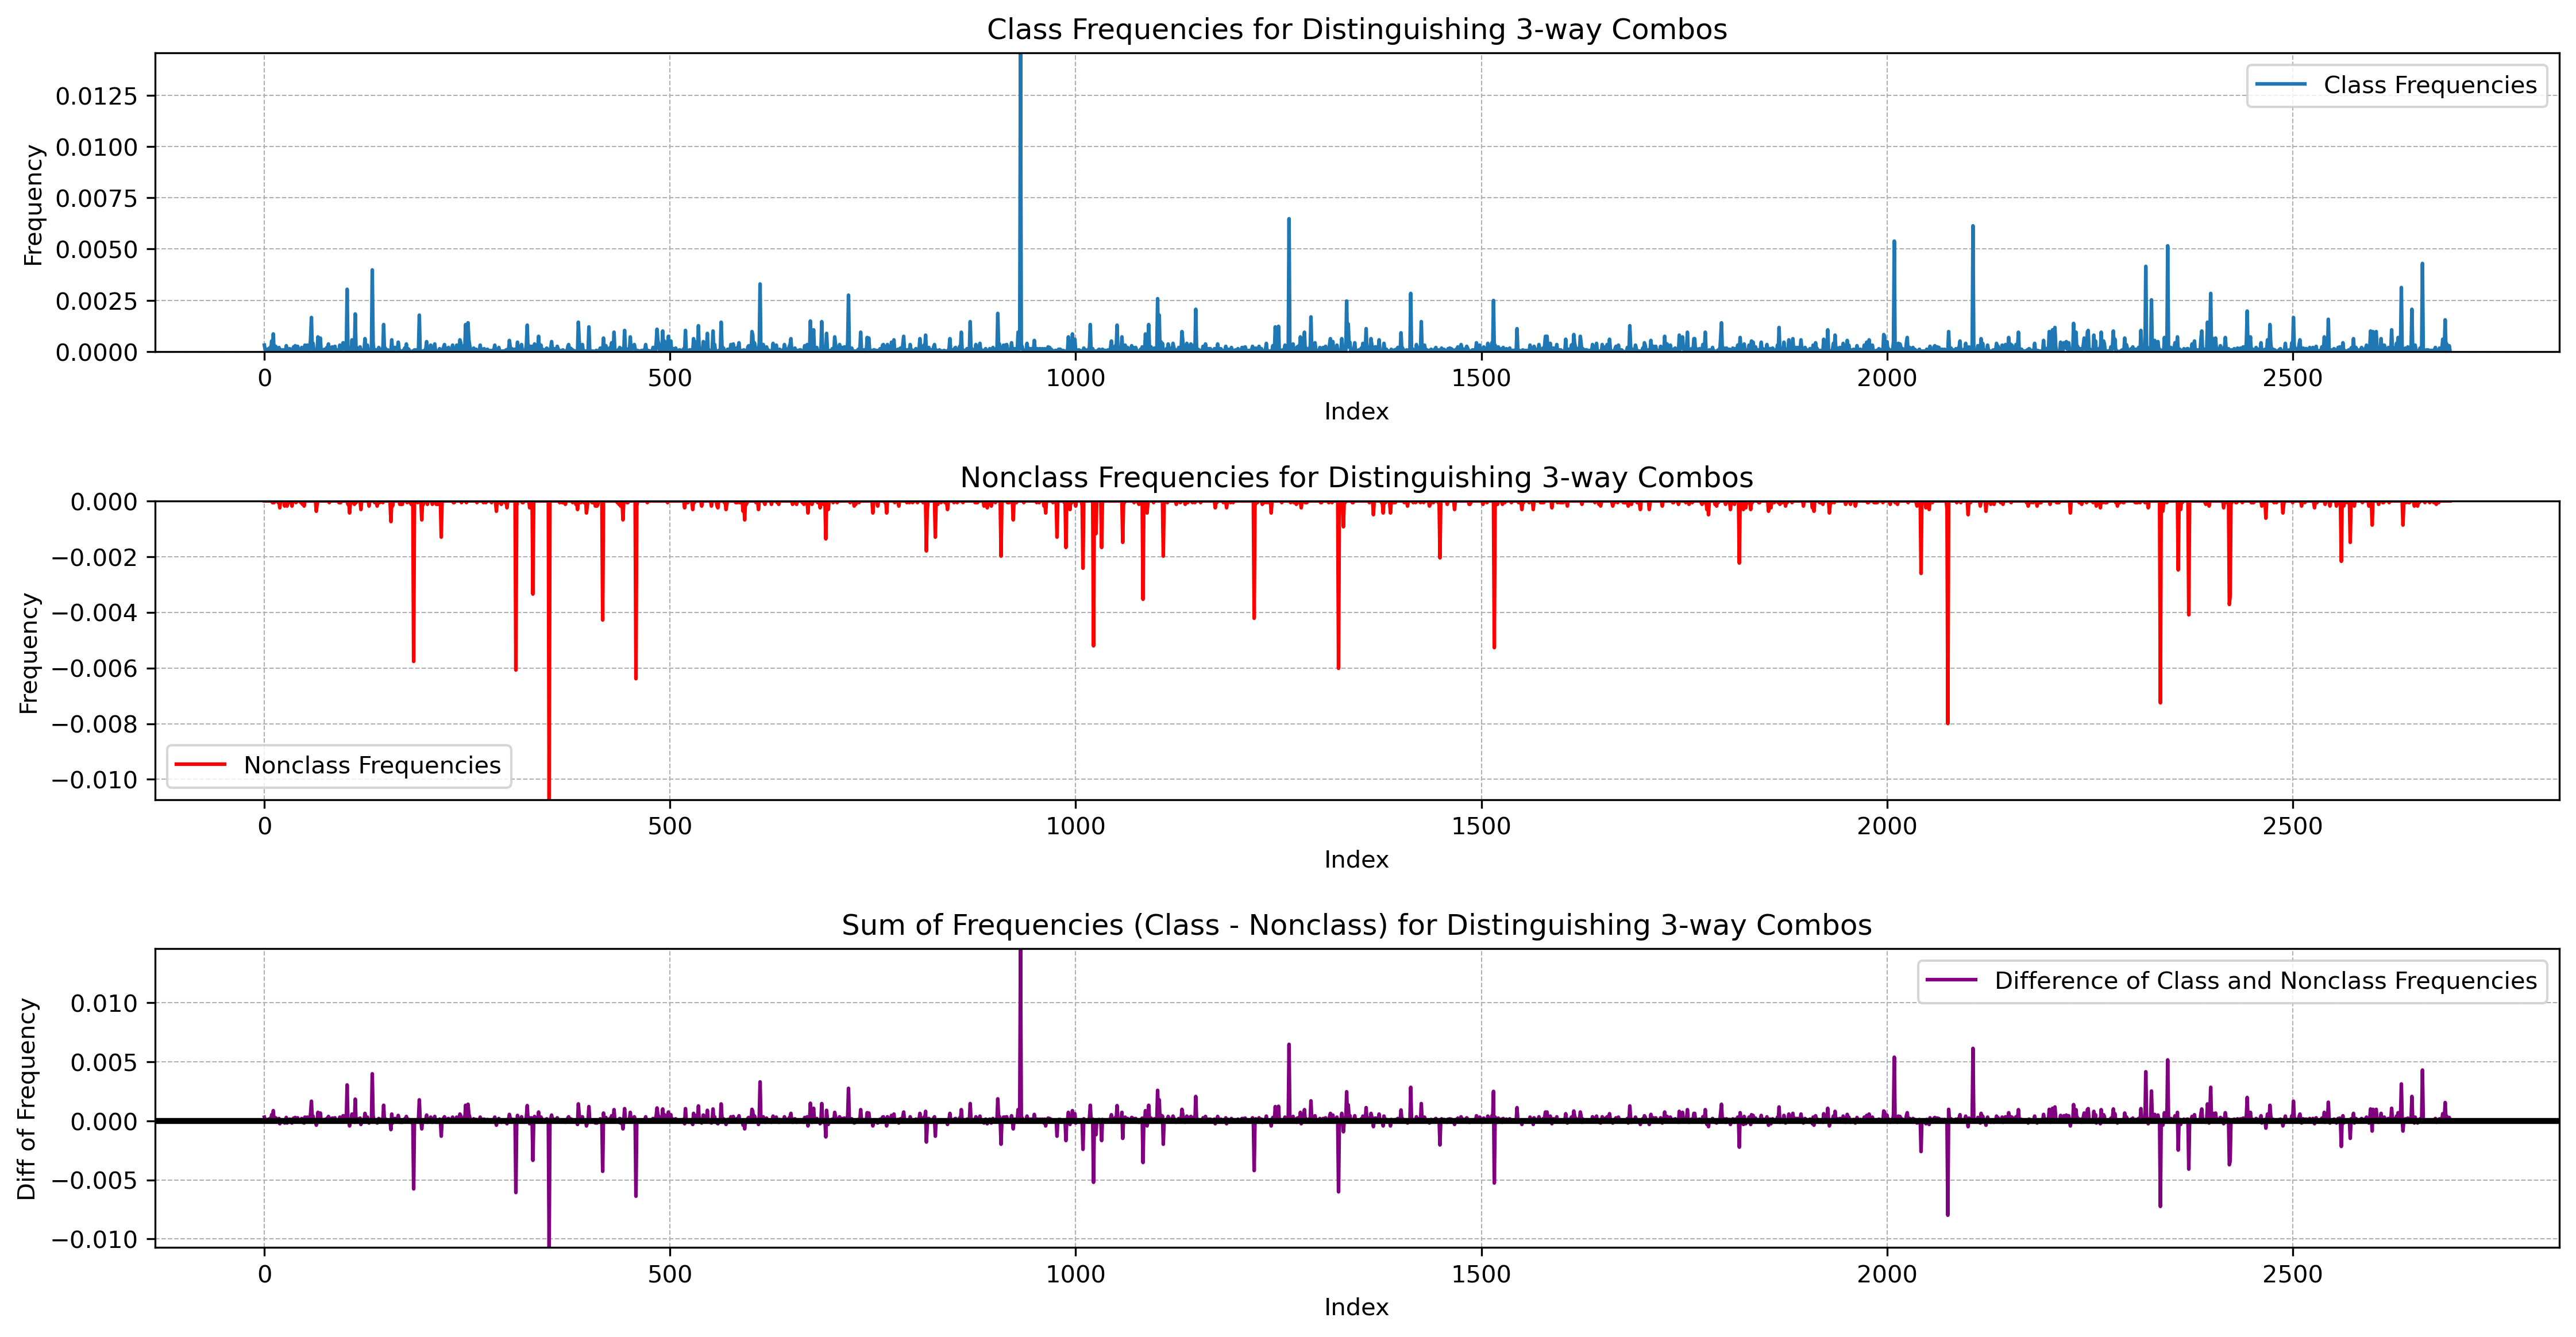 Class Frequencies for Distinguishing 3-way Combos
Frequency
0.0125
0.0100
0.0075
0.0050
0.0025
0.0000
Class Frequencies
0 500 1000 1500 2000 2500
Index
Nonclass Frequencies for Distinguishing 3-way Combos
Frequency
0.000
−0.002
−0.004
−0.006
−0.008
−0.010
Nonclass Frequencies
0 500 1000 1500 2000 2500
Index
Sum of Frequencies (Class - Nonclass) for Distinguishing 3-way Combos
Diff of Frequency
0.010
0.005
0.000
−0.005
−0.010
Difference of Class and Nonclass Frequencies
0 500 1000 1500 2000 2500
Index